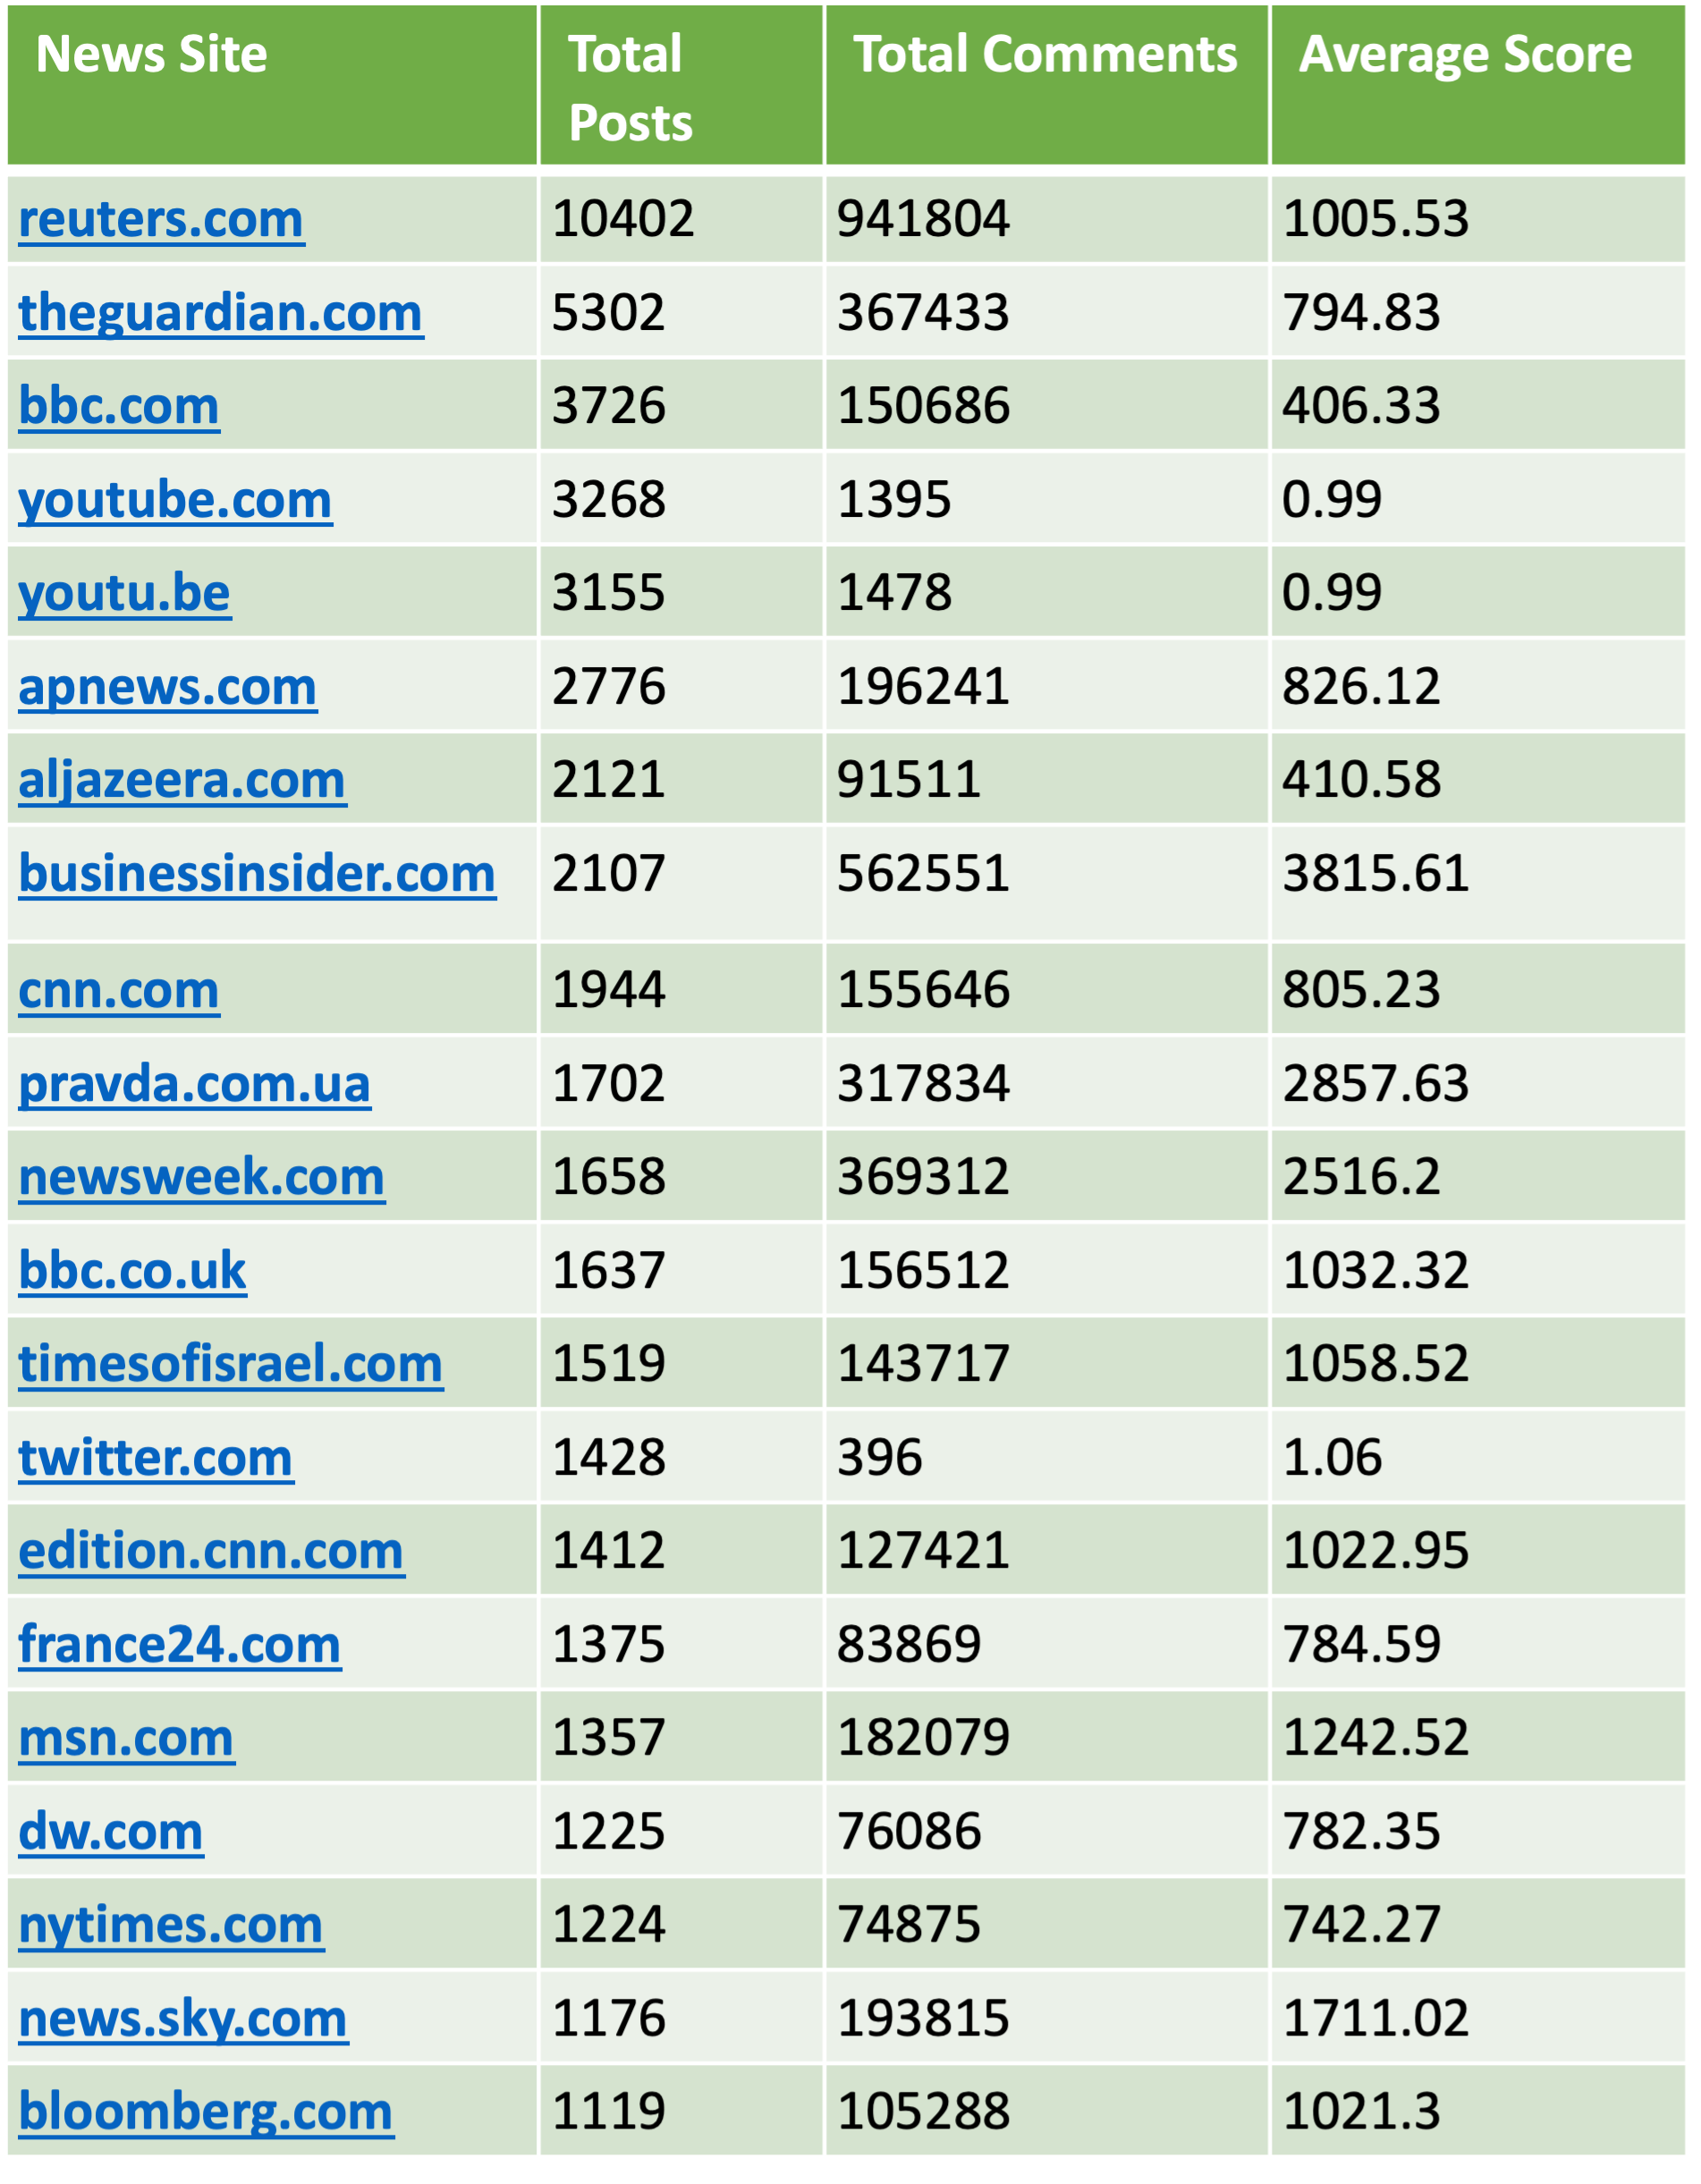 News Site Total Posts Total Comments Average Score
reuters.com 10402 941804 1005.53
theguardian.com 5302 367433 794.83
bbc.com 3726 150686 406.33
youtube.com 3268 1395 0.99
youtu.be 3155 1478 0.99
apnews.com 2776 196241 826.12
aljazeera.com 2121 91511 410.58
businessinsider.com 2107 562551 3815.61
cnn.com 1944 155646 805.23
pravda.com.ua 1702 317834 2857.63
newsweek.com 1658 369312 2516.2
bbc.co.uk 1637 156512 1032.32
timesofisrael.com 1519 143717 1058.52
twitter.com 1428 396 1.06
edition.cnn.com 1412 127421 1022.95
france24.com 1375 83869 784.59
msn.com 1357 182079 1242.52
dw.com 1225 76086 782.35
nytimes.com 1224 74875 742.27
news.sky.com 1176 193815 1711.02
bloomberg.com 1119 105288 1021.3